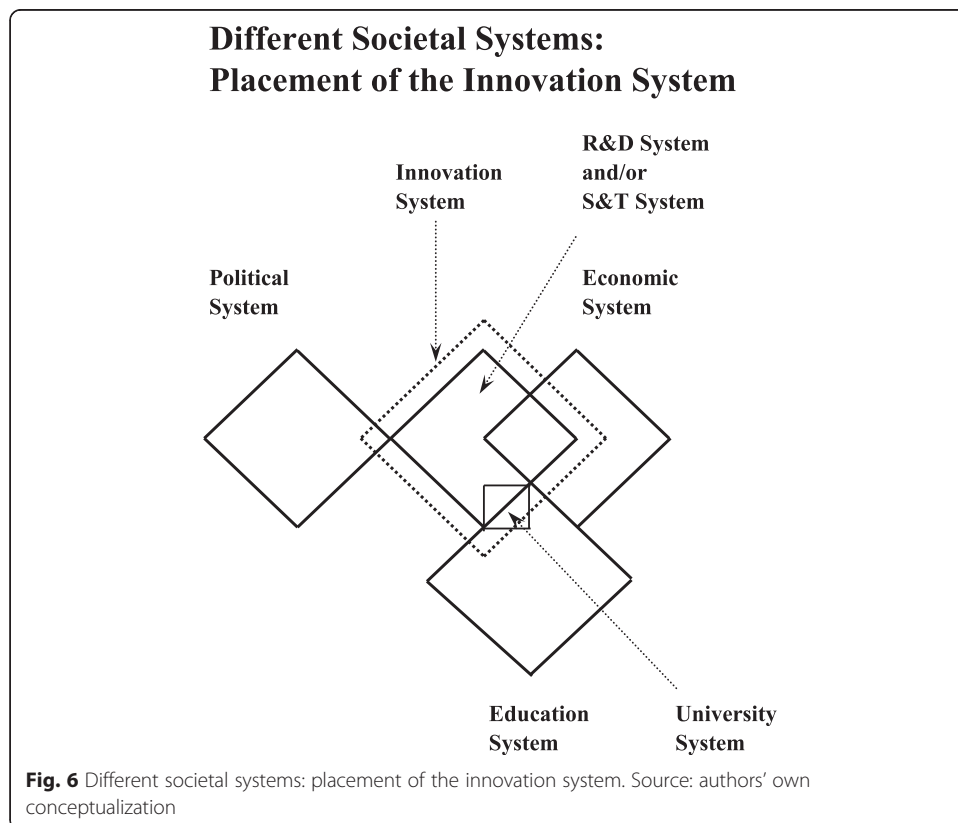 Different Societal Systems:
Placement of the Innovation System
R&D System
and/or
S&T System
Innovation
System
Political
System
Economic
System
Education
System
University
System
Fig. 6 Different societal systems: placement of the innovation system. Source: authors’ own
conceptualization